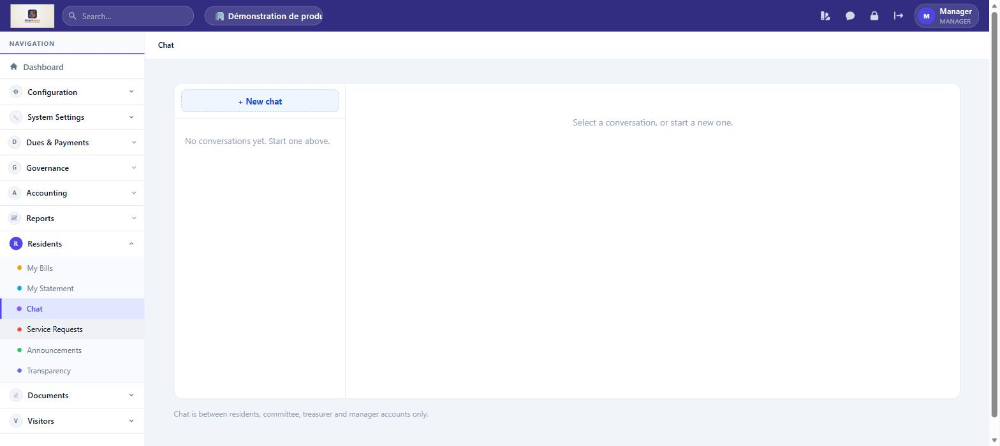 Search...
Démonstration de produ
M
Manager
MANAGER
NAVIGATION
Dashboard
Configuration
System Settings
D Dues & Payments
G Governance
A Accounting
Reports
R Residents
My Bills
My Statement
Chat
Service Requests
Announcements
Transparency
Documents
V Visitors
Chat
+ New chat
No conversations yet. Start one above.
Select a conversation, or start a new one.
Chat is between residents, committee, treasurer and manager accounts only.